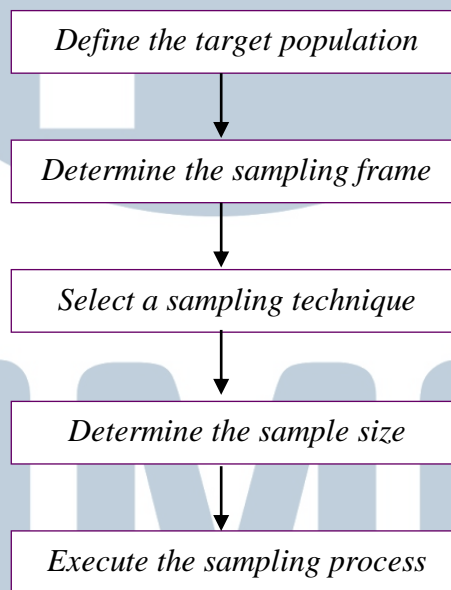 Define the target population
Determine the sampling frame
Select a sampling technique
Determine the sample size
Execute the sampling process